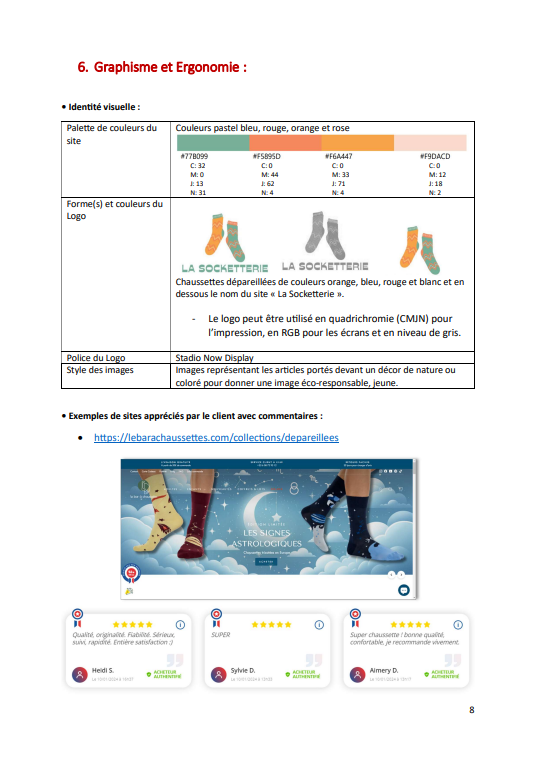 6. Graphisme et Ergonomie :
• Identité visuelle :
Palette de couleurs du
site
Couleurs pastel bleu, rouge, orange et rose
#77B099 #F5895D #F6A447 #F9DACD
C: 32 C: 0 C: 0 C: 0
M: 0 M: 44 M: 33 M: 12
J: 13 J: 62 J: 71 J: 18
N: 31 N: 4 N: 4 N: 2
Forme(s) et couleurs du
Logo
LA SOCKETTERIE LA SOCKETTERIE
Chaussettes dépareillées de couleurs orange, bleu, rouge et blanc et en
dessous le nom du site « La Socketterie ».
- Le logo peut être utilisé en quadrichromie (CMJN) pour
l'impression, en RGB pour les écrans et en niveau de gris.
Police du Logo
Stadio Now Display
Style des images
Images représentant les articles portés devant un décor de nature ou
coloré pour donner une image éco-responsable, jeune.
• Exemples de sites appréciés par le client avec commentaires :
• https://lebarachaussettes.com/collections/depareillees
LES SIGNES
ASTROLOGIQUES
Qualité, originalité. Fiabilité. Sérieux,
suivi, rapidité. Entière satisfaction ;)
Heidi S.
ACHETEUR
AUTHENTIFIÉ
SUPER
Sylvie D.
ACHETEUR
AUTHENTIFIÉ
Super chaussette ! bonne qualité,
confortable, je recommande vivement.
Aimery D.
ACHETEUR
AUTHENTIFIÉ
8